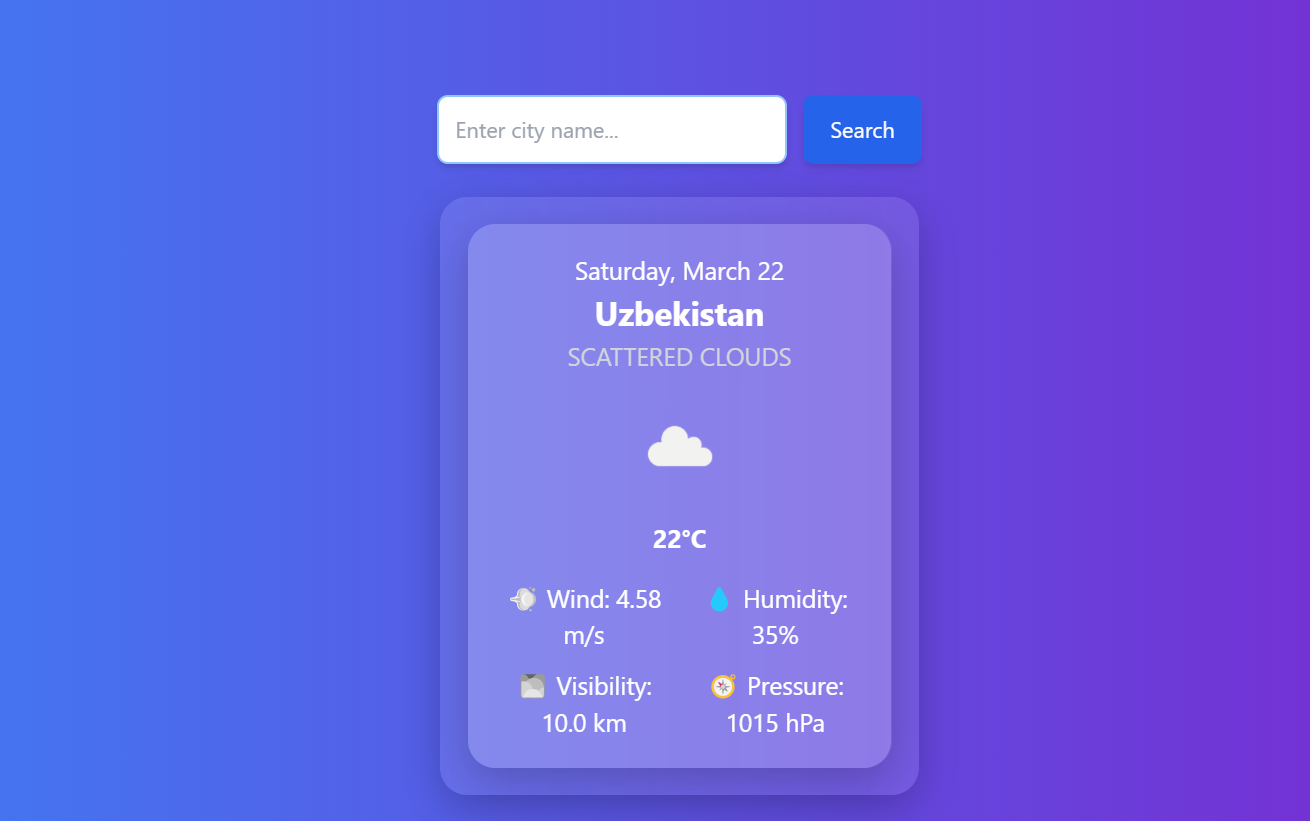 Enter city name...
Search
Saturday, March 22
Uzbekistan
SCATTERED CLOUDS
22°C
Wind: 4.58
m/s
Humidity:
35%
Visibility:
10.0 km
Pressure:
1015 hPa